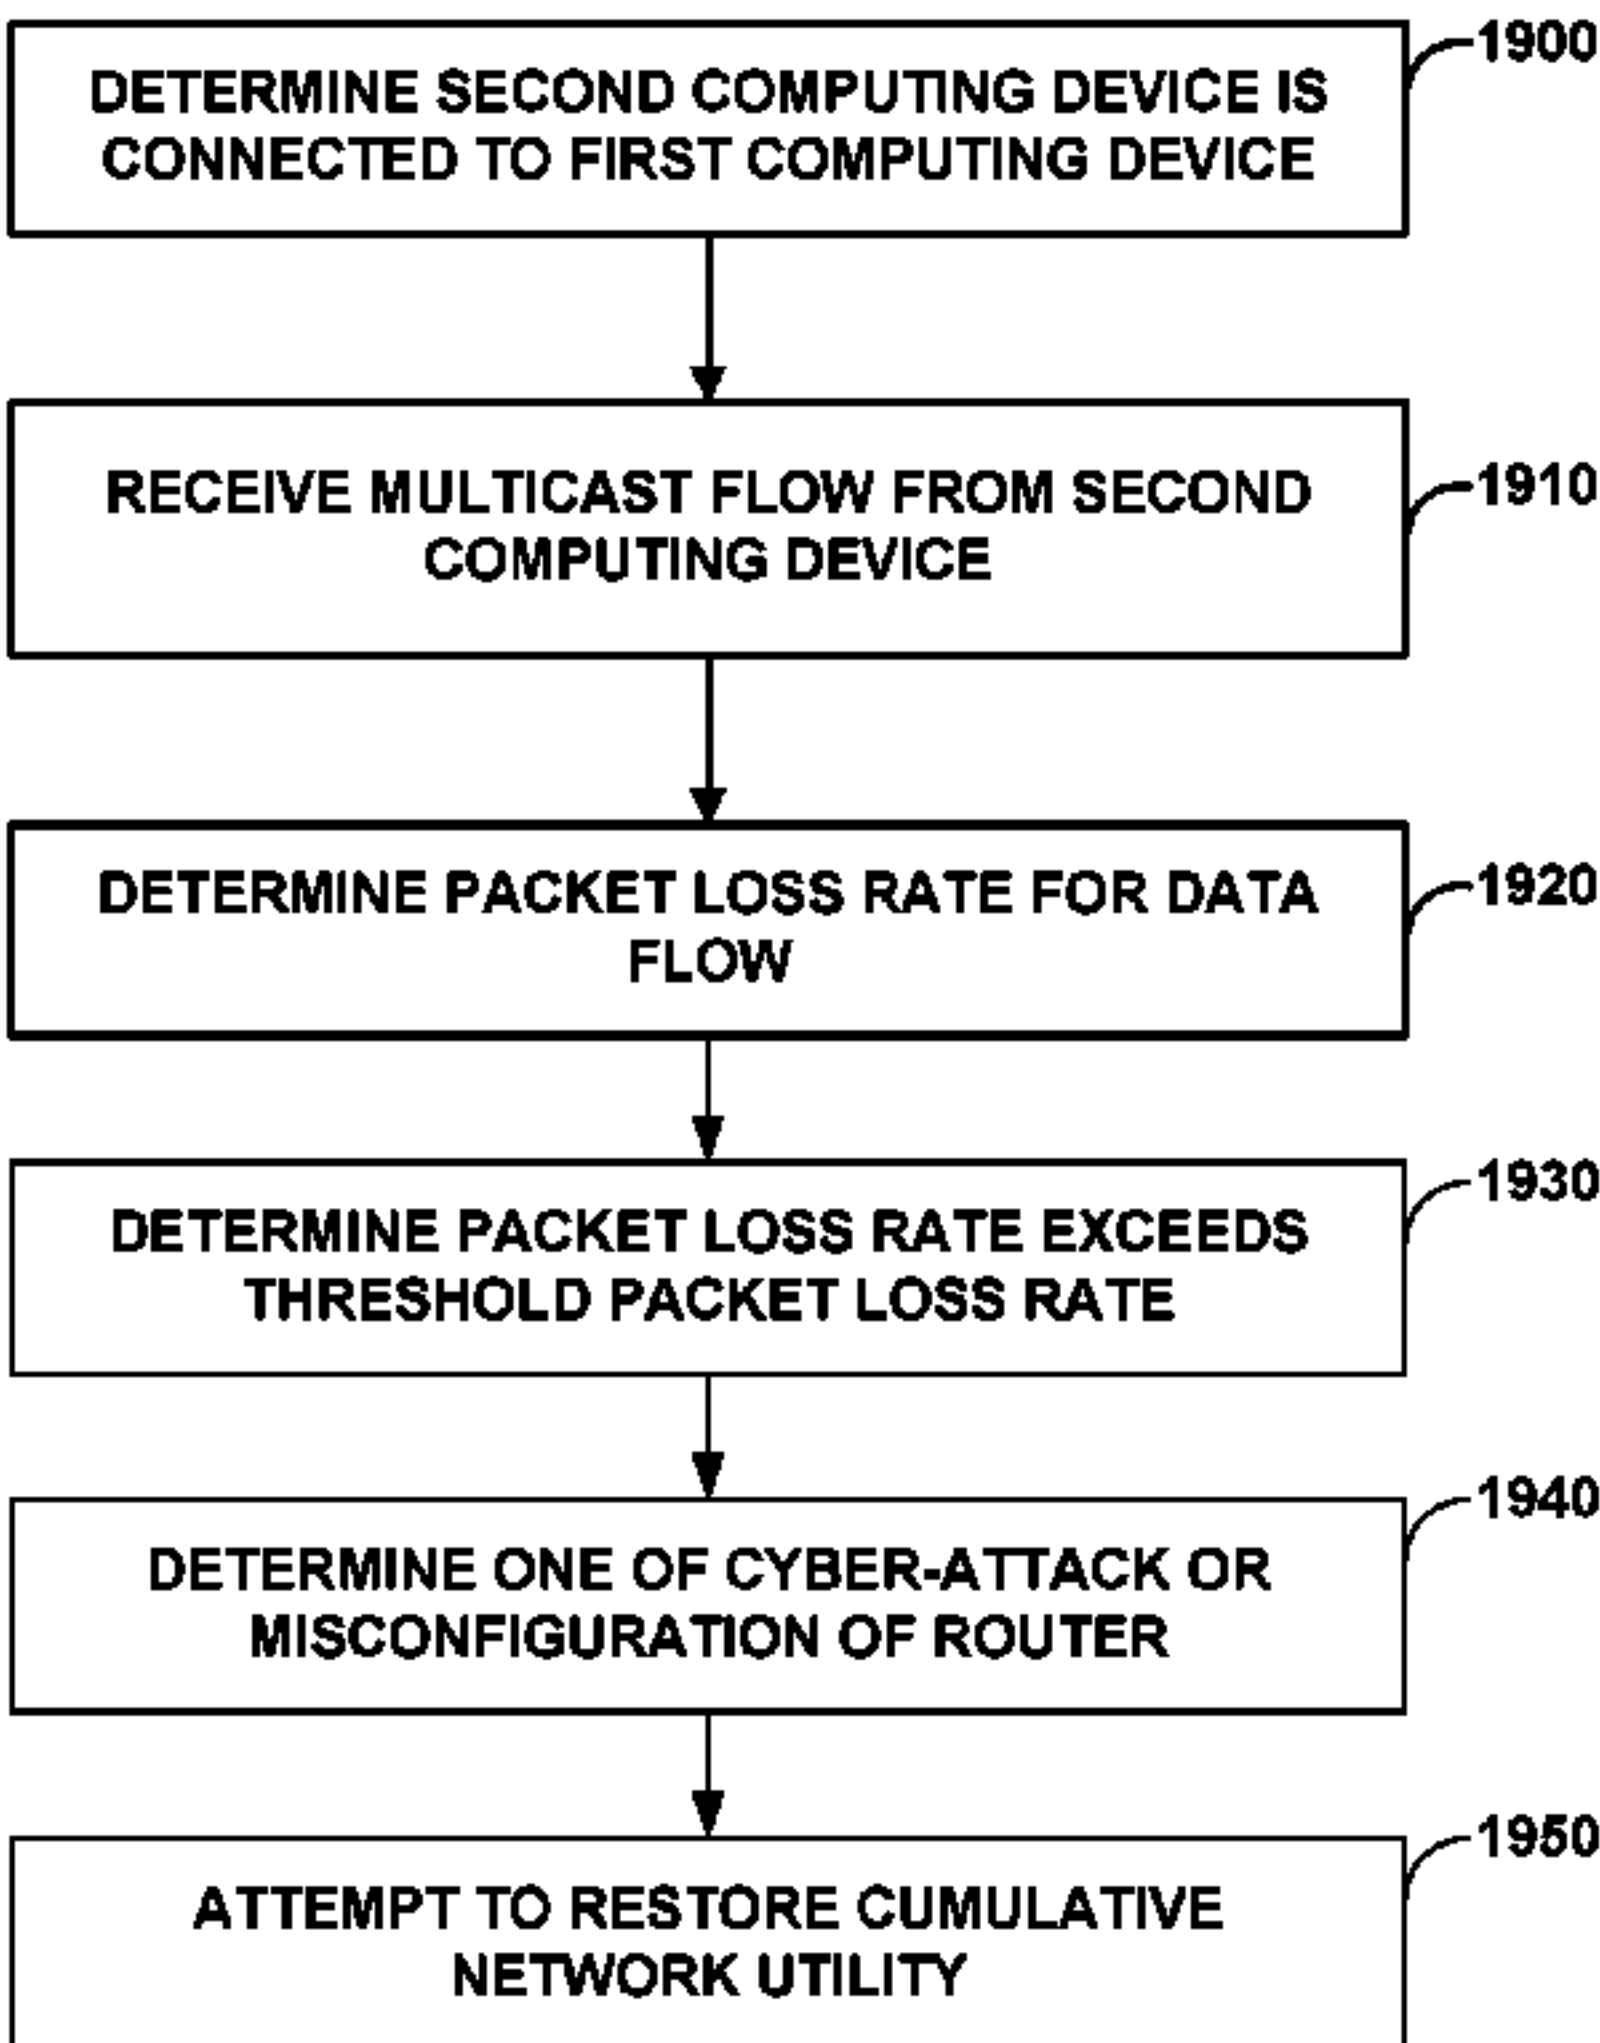 1900
DETERMINE SECOND COMPUTING DEVICE IS
CONNECTED TO FIRST COMPUTING DEVICE
1910
RECEIVE MULTICAST FLOW FROM SECOND
COMPUTING DEVICE
1920
DETERMINE PACKET LOSS RATE FOR DATA
FLOW
1930
DETERMINE PACKET LOSS RATE EXCEEDS
THRESHOLD PACKET LOSS RATE
1940
DETERMINE ONE OF CYBER-ATTACK OR
MISCONFIGURATION OF ROUTER
1950
ATTEMPT TO RESTORE CUMULATIVE
NETWORK UTILITY